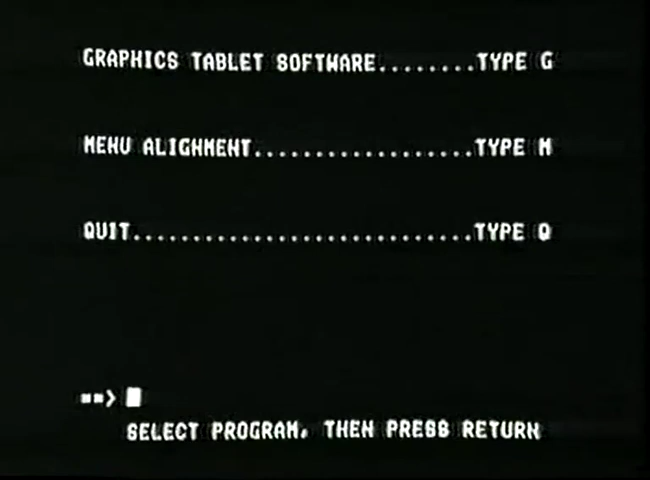 GRAPHICS TABLET SOFTWARE........TYPE G
MENU ALIGNMENT..................TYPE M
QUIT............................TYPE Q
==>
SELECT PROGRAM, THEN PRESS RETURN